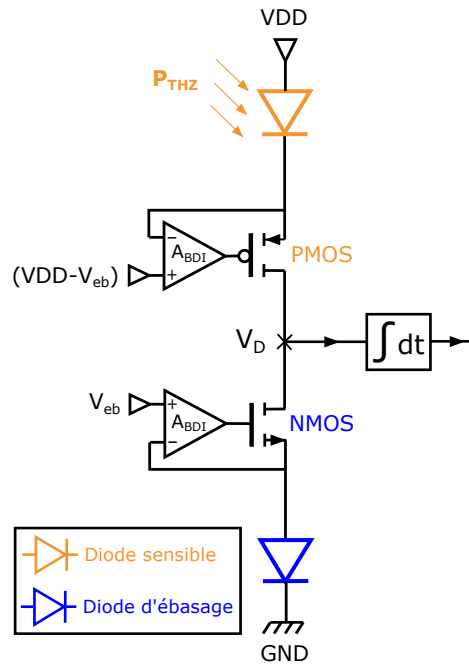 VDD
P_THZ
−
A_BDI
+
PMOS
(VDD-V_eb)
V_D
∫dt
V_eb
+
A_BDI
−
NMOS
Diode sensible
Diode d'ébasage
GND